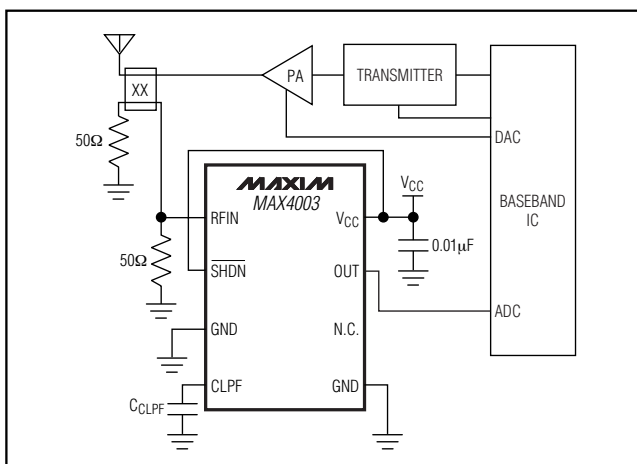 XX
PA
TRANSMITTER
50Ω
DAC
MAXIM
MAX4003
VCC
RFIN
VCC
BASEBAND
IC
0.01μF
50Ω
SHDN
OUT
ADC
GND
N.C.
CLPF
GND
CCLPF